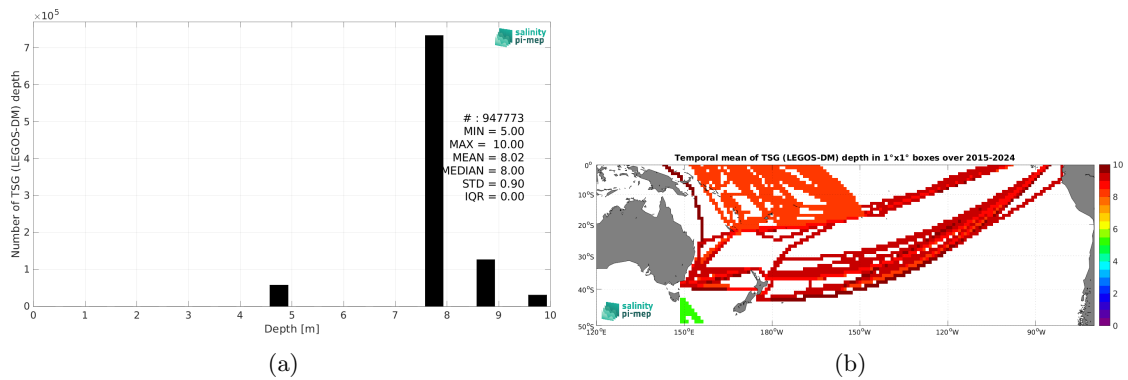 ×10⁵
7
6
5
4
3
2
1
0
Number of TSG (LEGOS-DM) depth
salinity
pi-mep
# : 947773
MIN = 5.00
MAX = 10.00
MEAN = 8.02
MEDIAN = 8.00
STD = 0.90
IQR = 0.00
0 1 2 3 4 5 6 7 8 9 10
Depth [m]
(a)
Temporal mean of TSG (LEGOS-DM) depth in 1°x1° boxes over 2015-2024
0°
10°S
20°S
30°S
40°S
50°S
salinity
pi-mep
120°E 150°E 180°W 150°W 120°W 90°W
10
8
6
4
2
0
(b)